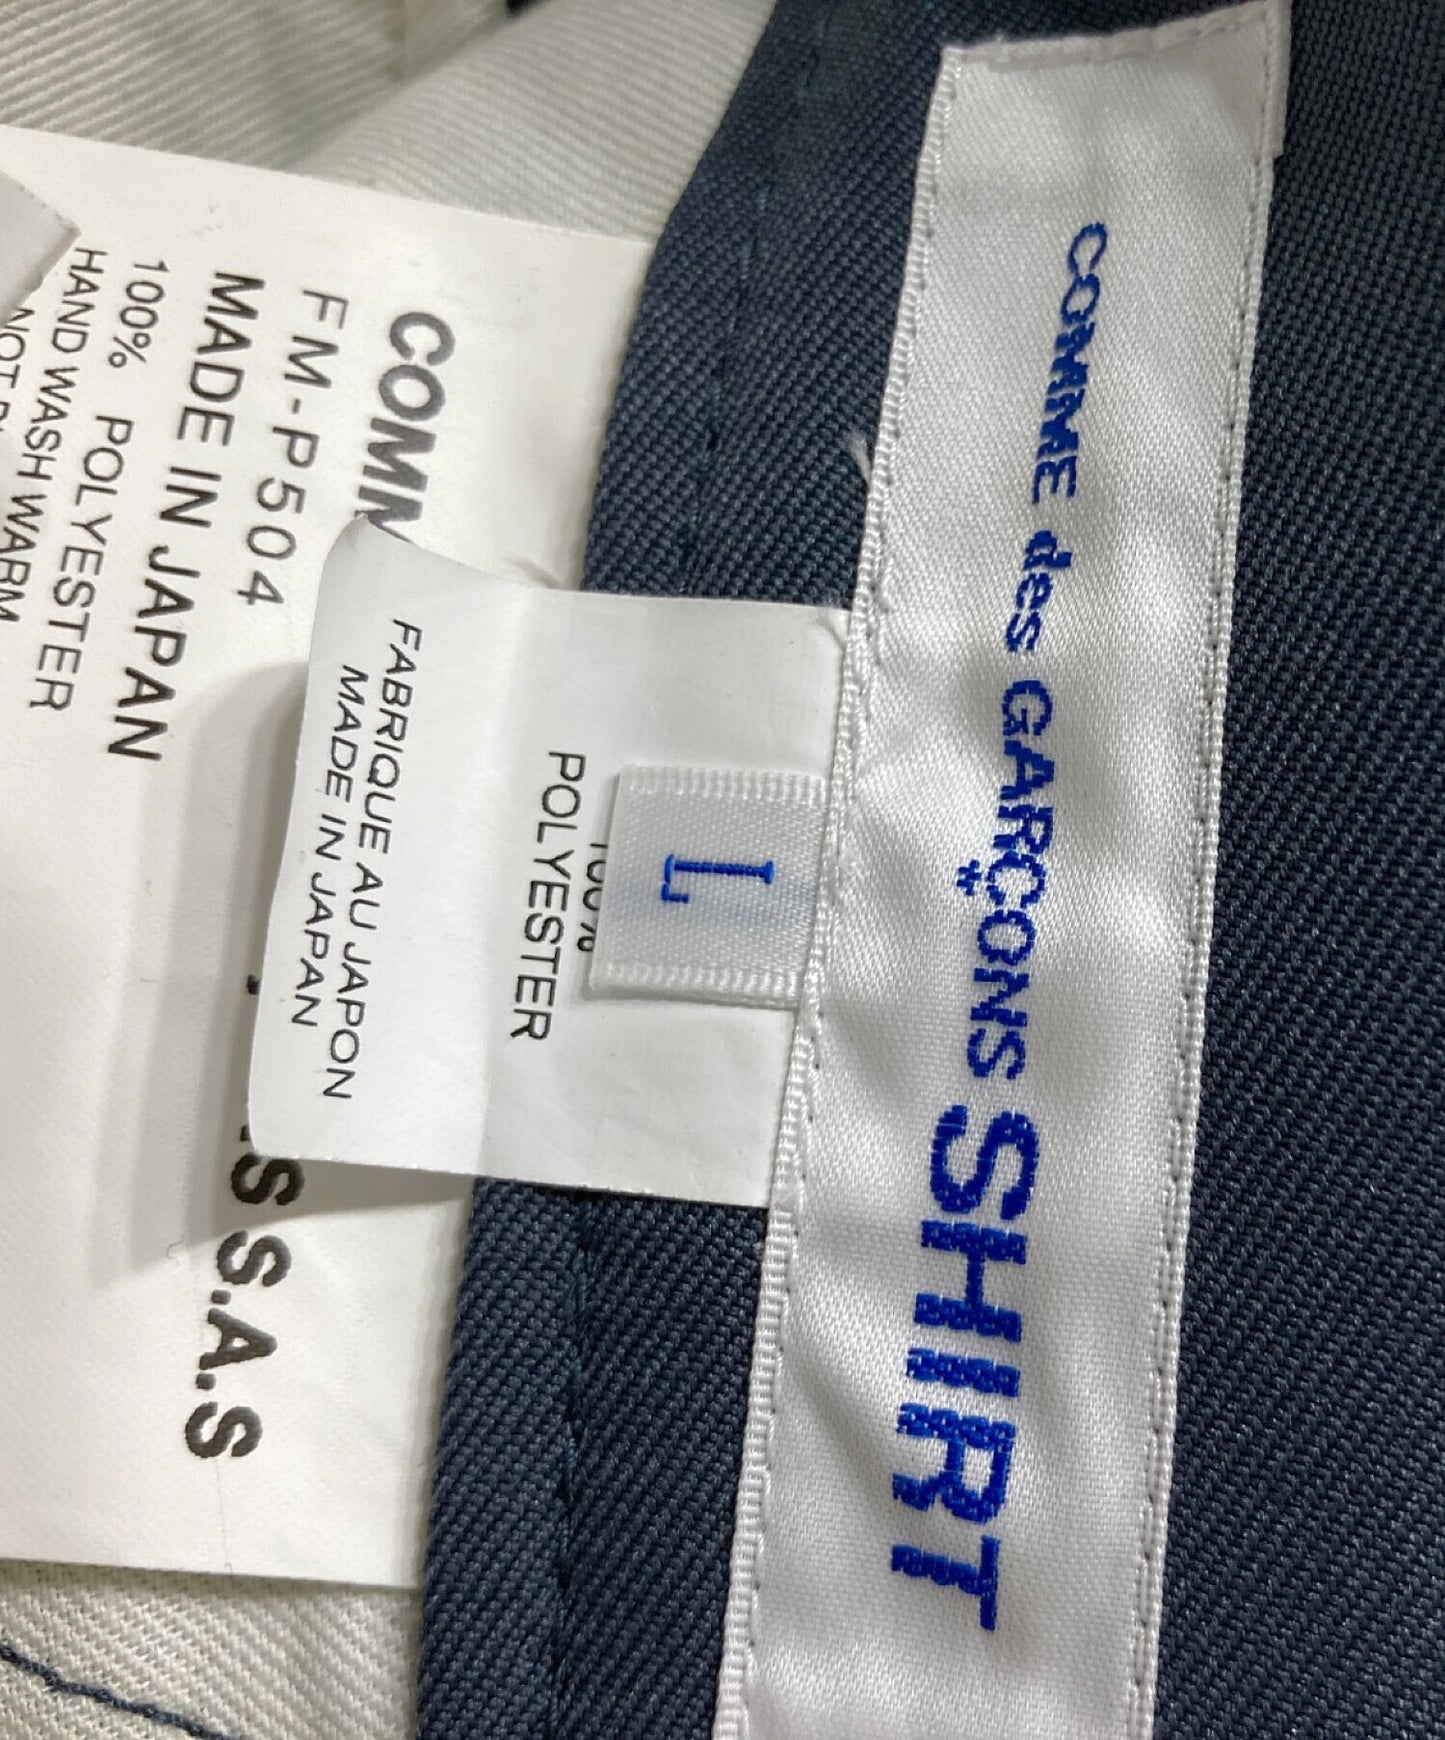 COMME des GARÇONS SHIRT
L
100%
POLYESTER
FABRIQUE AU JAPON
MADE IN JAPAN
S.A.S
FM-P504
MADE IN JAPAN
100% POLYESTER
HAND WASH WARM